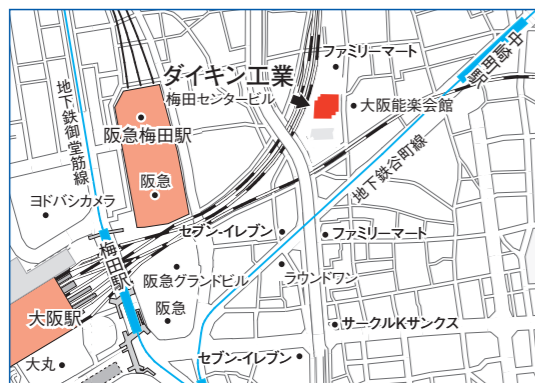 ファミリーマート
中崎町駅
ダイキン工業
梅田センタービル
大阪能楽会館
地下鉄御堂筋線
阪急梅田駅
地下鉄谷町線
阪急
ヨドバシカメラ
セブン-イレブン
ファミリーマート
梅田駅
阪急グランドビル
ラウンドワン
大阪駅
阪急
サークルKサンクス
大丸
セブン-イレブン